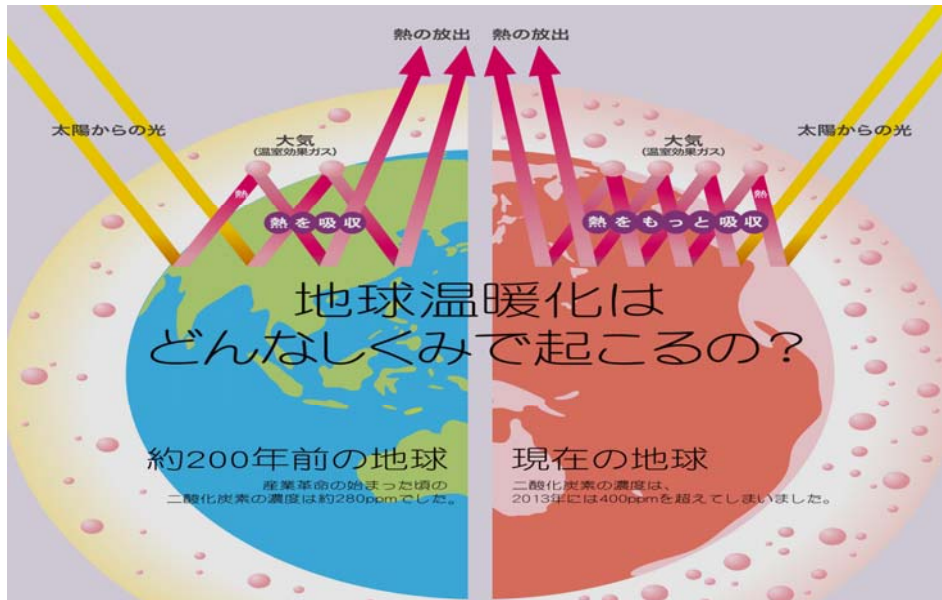 熱の放出
熱の放出
太陽からの光
大気
(温室効果ガス)
熱
熱を吸収
大気
(温室効果ガス)
太陽からの光
熱
熱をもっと吸収
地球温暖化は
どんなしくみで起こるの?
約200年前の地球
産業革命の始まった頃の
二酸化炭素の濃度は約280ppmでした。
現在の地球
二酸化炭素の濃度は、
2013年には400ppmを超えてしまいました。